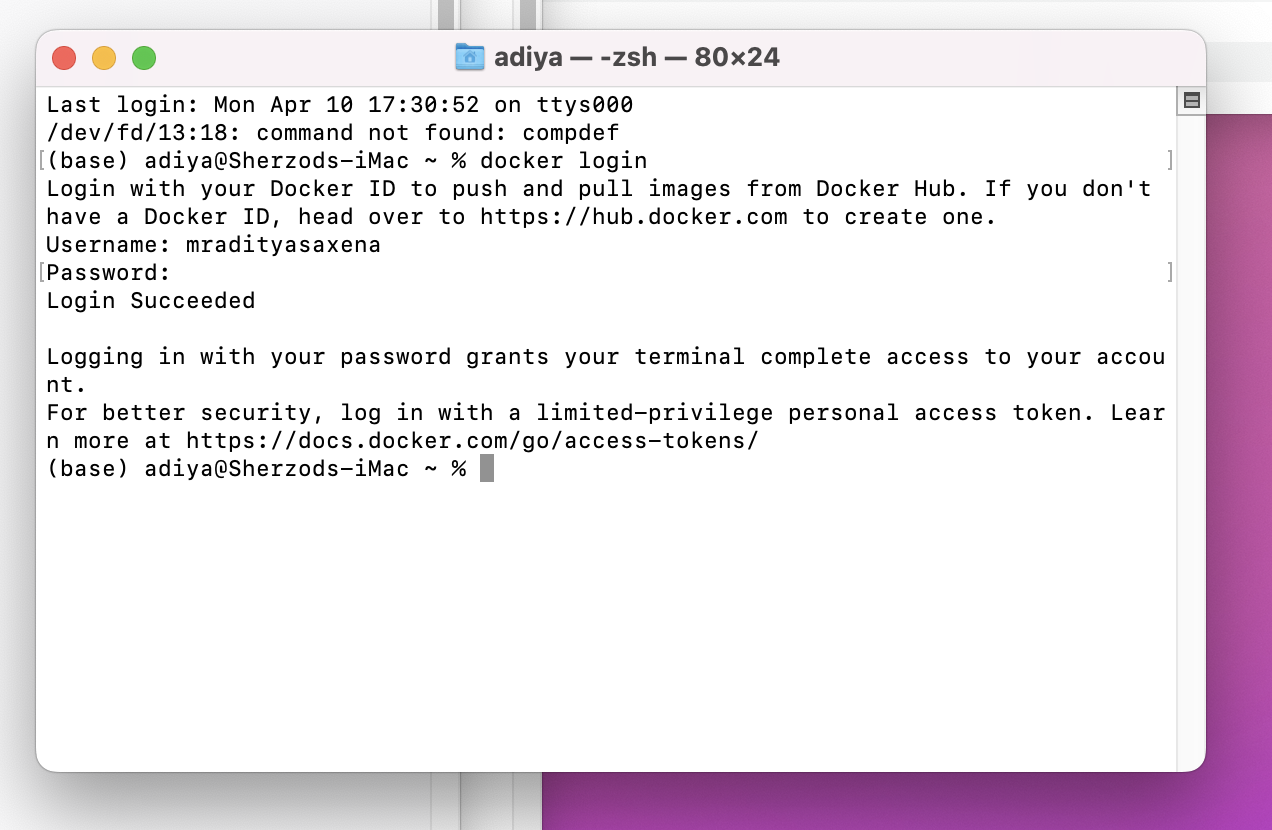 adiya — -zsh — 80×24
Last login: Mon Apr 10 17:30:52 on ttys000
/dev/fd/13:18: command not found: compdef
[(base) adiya@Sherzods-iMac ~ % docker login ]
Login with your Docker ID to push and pull images from Docker Hub. If you don't
have a Docker ID, head over to https://hub.docker.com to create one.
Username: mradityasaxena
[Password: ]
Login Succeeded
Logging in with your password grants your terminal complete access to your accou
nt.
For better security, log in with a limited-privilege personal access token. Lear
n more at https://docs.docker.com/go/access-tokens/
(base) adiya@Sherzods-iMac ~ %